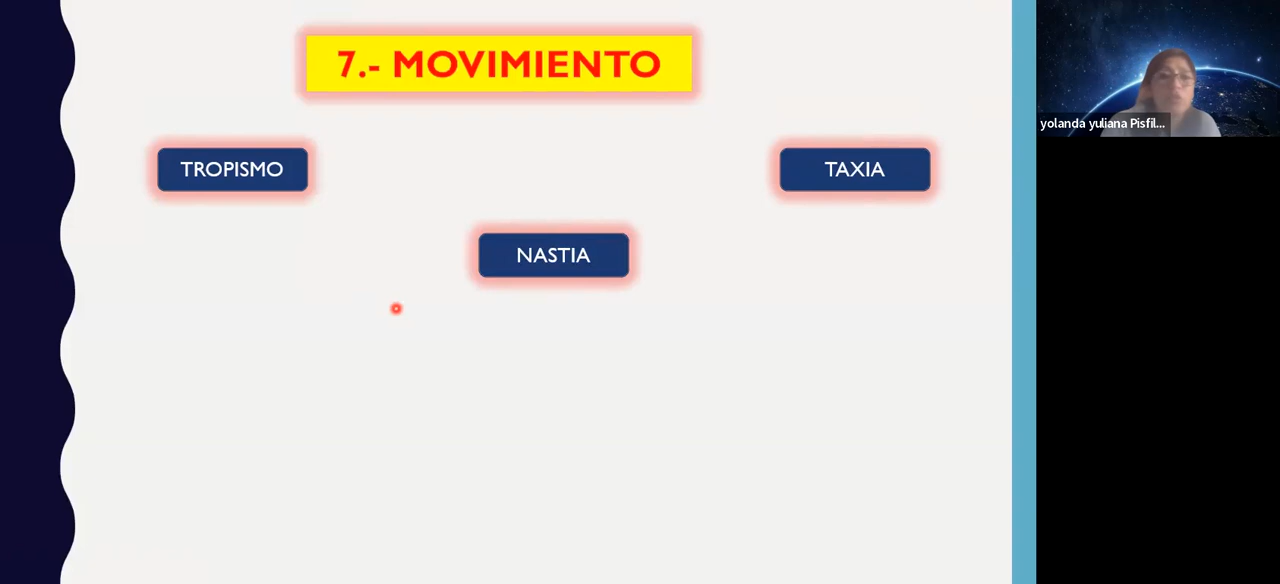 7.- MOVIMIENTO
TROPISMO
TAXIA
NASTIA
yolanda yuliana Pisfil...